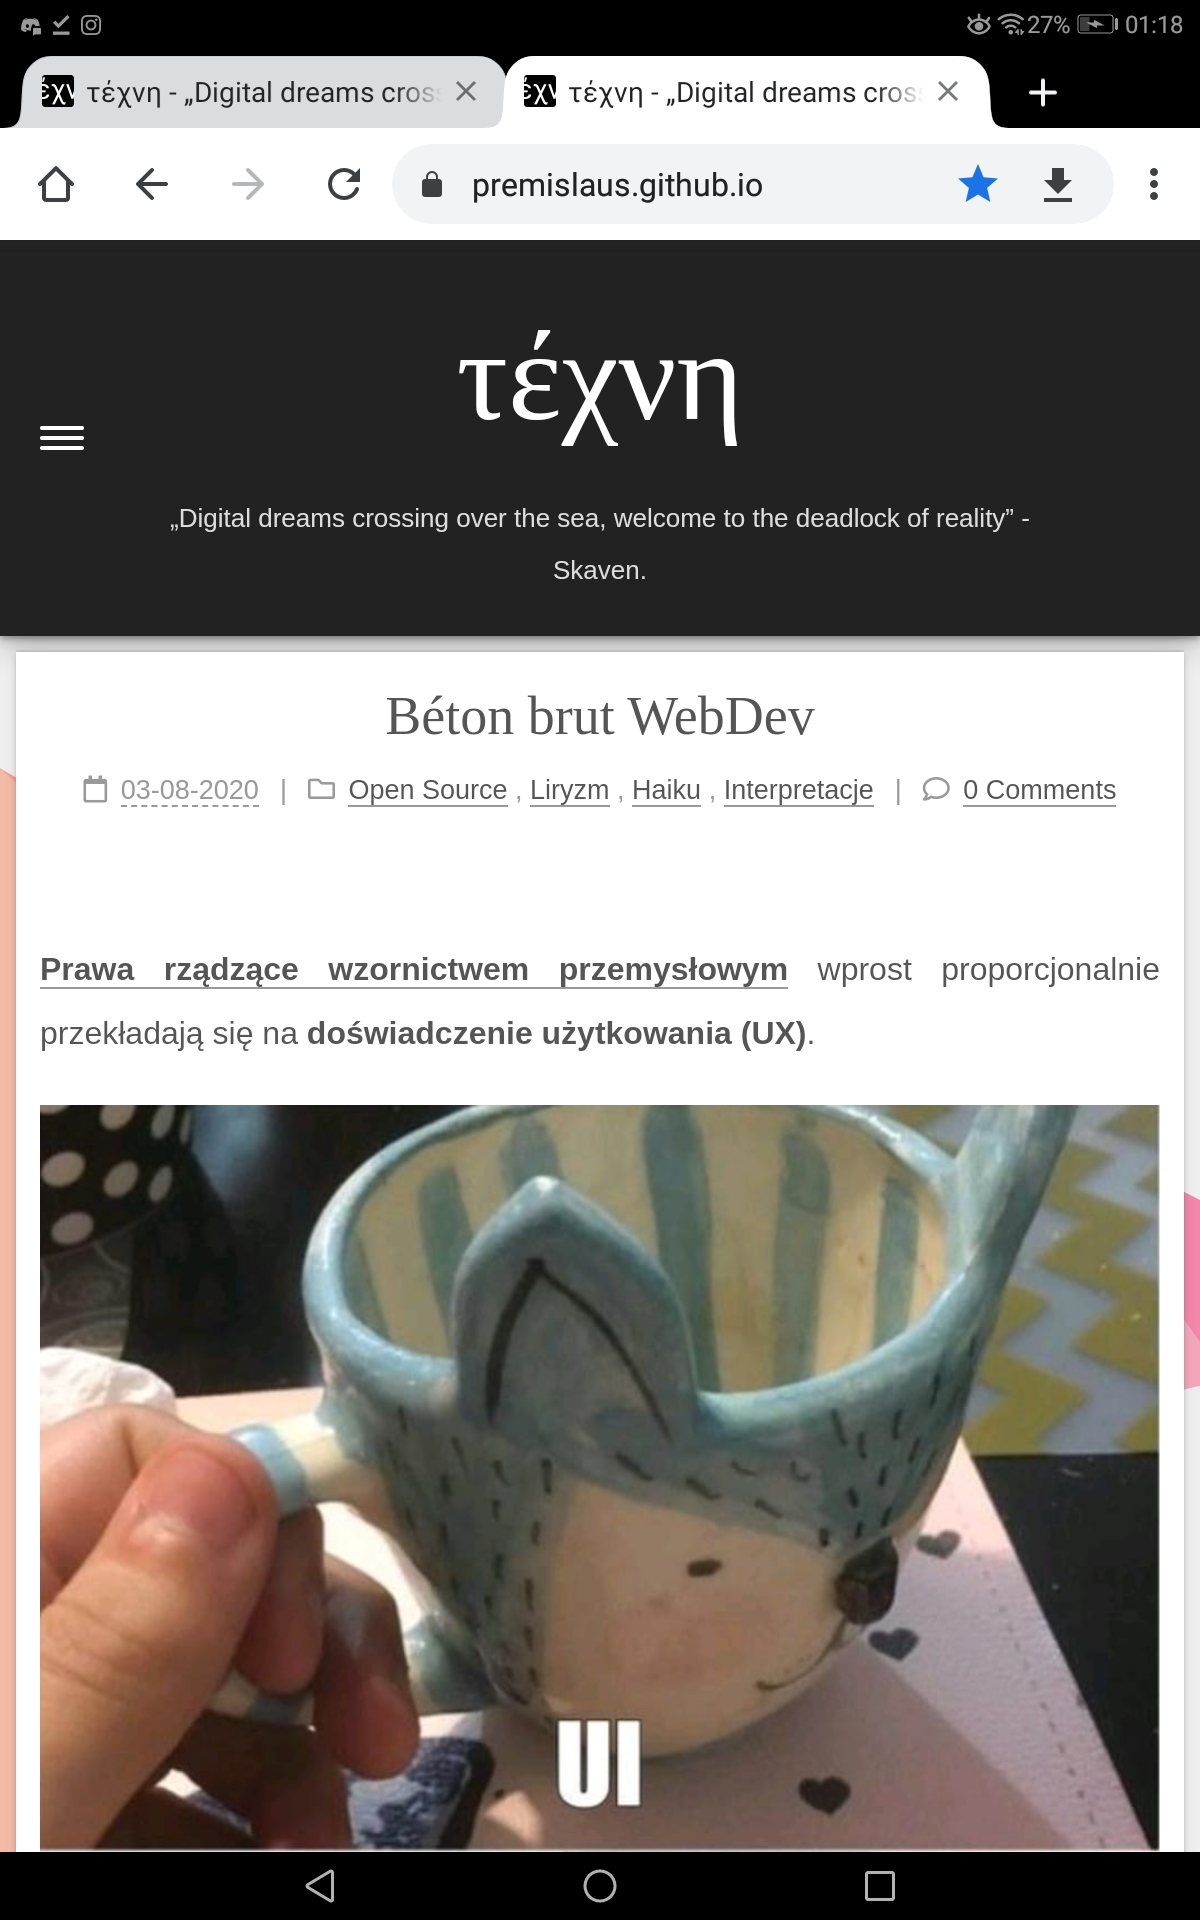 27% 01:18
τέχνη - „Digital dreams cros
τέχνη - „Digital dreams cros
premislaus.github.io
τέχνη
„Digital dreams crossing over the sea, welcome to the deadlock of reality” -
Skaven.
Béton brut WebDev
03-08-2020 | Open Source , Liryzm , Haiku , Interpretacje | 0 Comments
Prawa rządzące wzornictwem przemysłowym wprost proporcjonalnie
przekładają się na doświadczenie użytkowania (UX).
UI